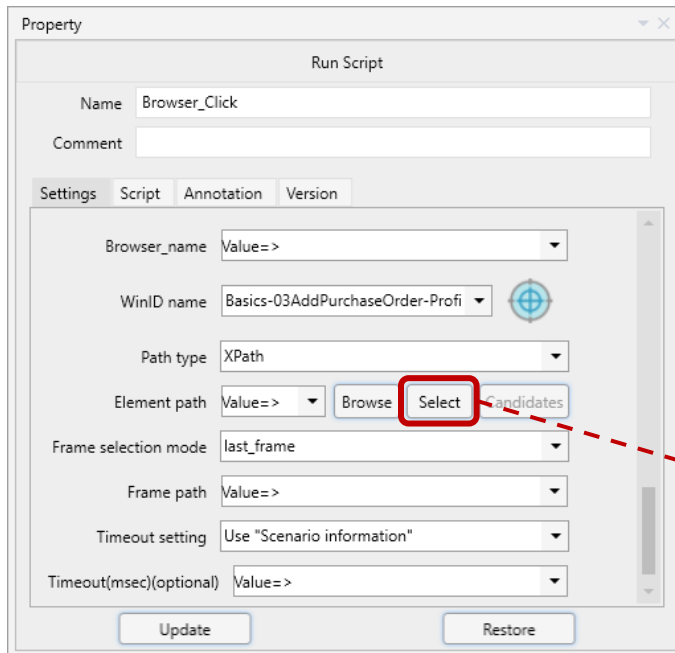 Property
Run Script
Name Browser_Click
Comment
Settings Script Annotation Version
Browser_name Value=>
WinID name Basics-03AddPurchaseOrder-Profi
Path type XPath
Element path Value=> Browse Select Candidates
Frame selection mode last_frame
Frame path Value=>
Timeout setting Use "Scenario information"
Timeout(msec)(optional) Value=>
Update Restore